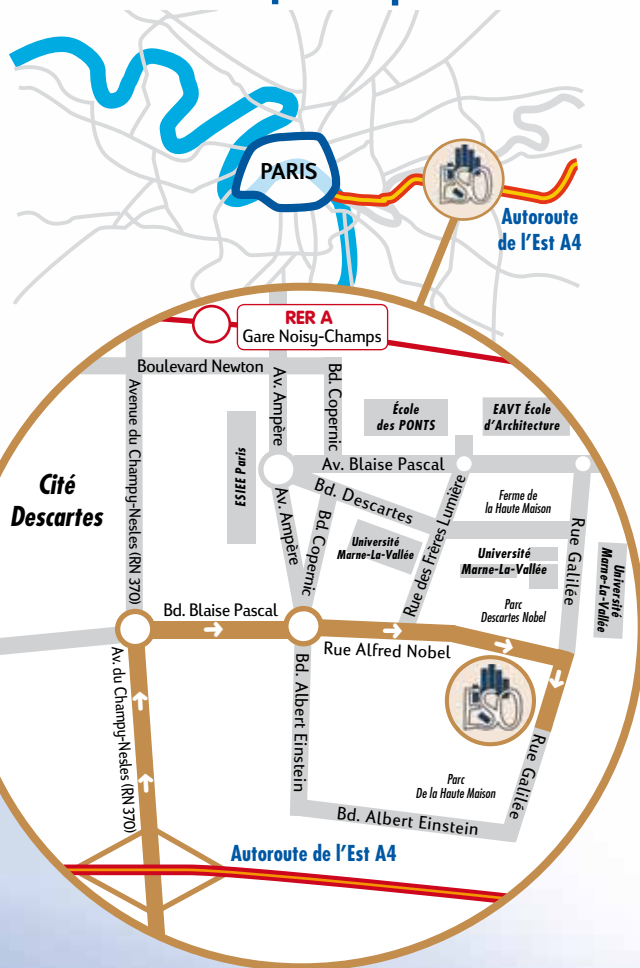 PARIS
ESO
Autoroute
de l'Est A4
RER A
Gare Noisy-Champs
Boulevard Newton
Av. Ampère
Bd. Copernic
Avenue du Champy-Nesles (RN 370)
École
des PONTS
EAVT École
d'Architecture
ESIEE Paris
Av. Blaise Pascal
Cité
Descartes
Bd. Descartes
Av. Ampère
Bd. Copernic
Rue des Frères Lumière
Ferme de
la Haute Maison
Rue Galilée
Université
Marne-La-Vallée
Université
Marne-La-Vallée
Université
Marne-La-Vallée
Bd. Blaise Pascal
Parc
Descartes Nobel
Rue Alfred Nobel
Av. du Champy-Nesles (RN 370)
Bd. Albert Einstein
ESO
Rue Galilée
Parc
De la Haute Maison
Bd. Albert Einstein
Autoroute de l'Est A4